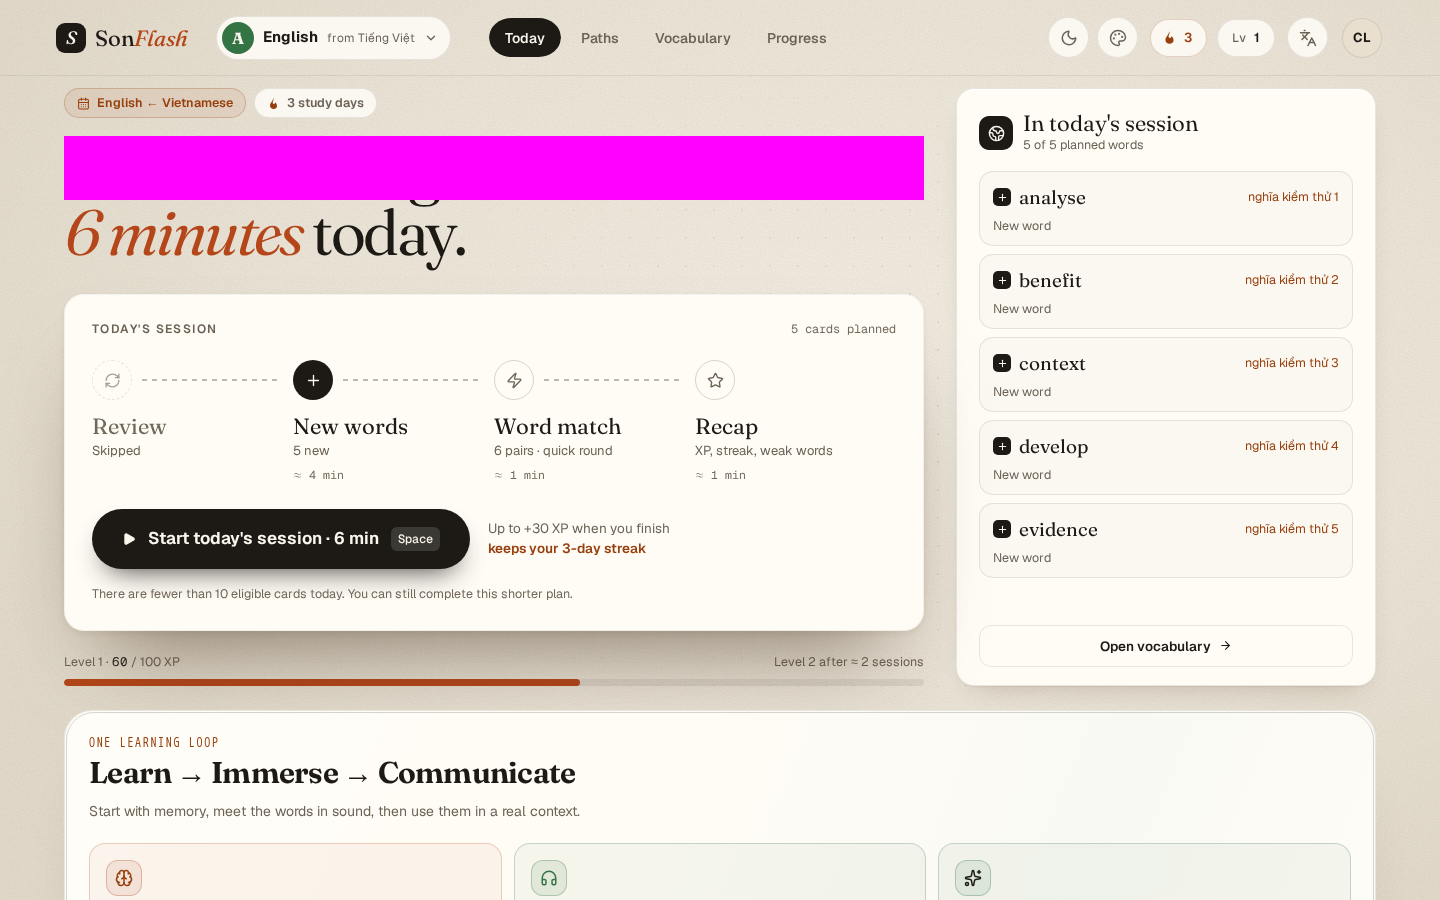 SonFlash
A English from Tiếng Việt
Today Paths Vocabulary Progress
3
Lv 1
CL
English ← Vietnamese
3 study days
6 minutes today.
TODAY'S SESSION
5 cards planned
Review
Skipped
New words
5 new
≈ 4 min
Word match
6 pairs · quick round
≈ 1 min
Recap
XP, streak, weak words
≈ 1 min
Start today's session · 6 min Space
Up to +30 XP when you finish
keeps your 3-day streak
There are fewer than 10 eligible cards today. You can still complete this shorter plan.
Level 1 · 60 / 100 XP
Level 2 after ≈ 2 sessions
In today's session
5 of 5 planned words
analyse nghĩa kiểm thử 1
New word
benefit nghĩa kiểm thử 2
New word
context nghĩa kiểm thử 3
New word
develop nghĩa kiểm thử 4
New word
evidence nghĩa kiểm thử 5
New word
Open vocabulary →
ONE LEARNING LOOP
Learn → Immerse → Communicate
Start with memory, meet the words in sound, then use them in a real context.